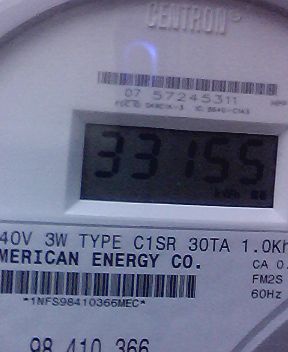 CENTRON
07 57245311
33155
kWh
40V 3W TYPE C1SR 30TA 1.0Kh
MERICAN ENERGY CO.
CA 0.
FM2S
60Hz
*1NFS98410366MEC*
98 410 366